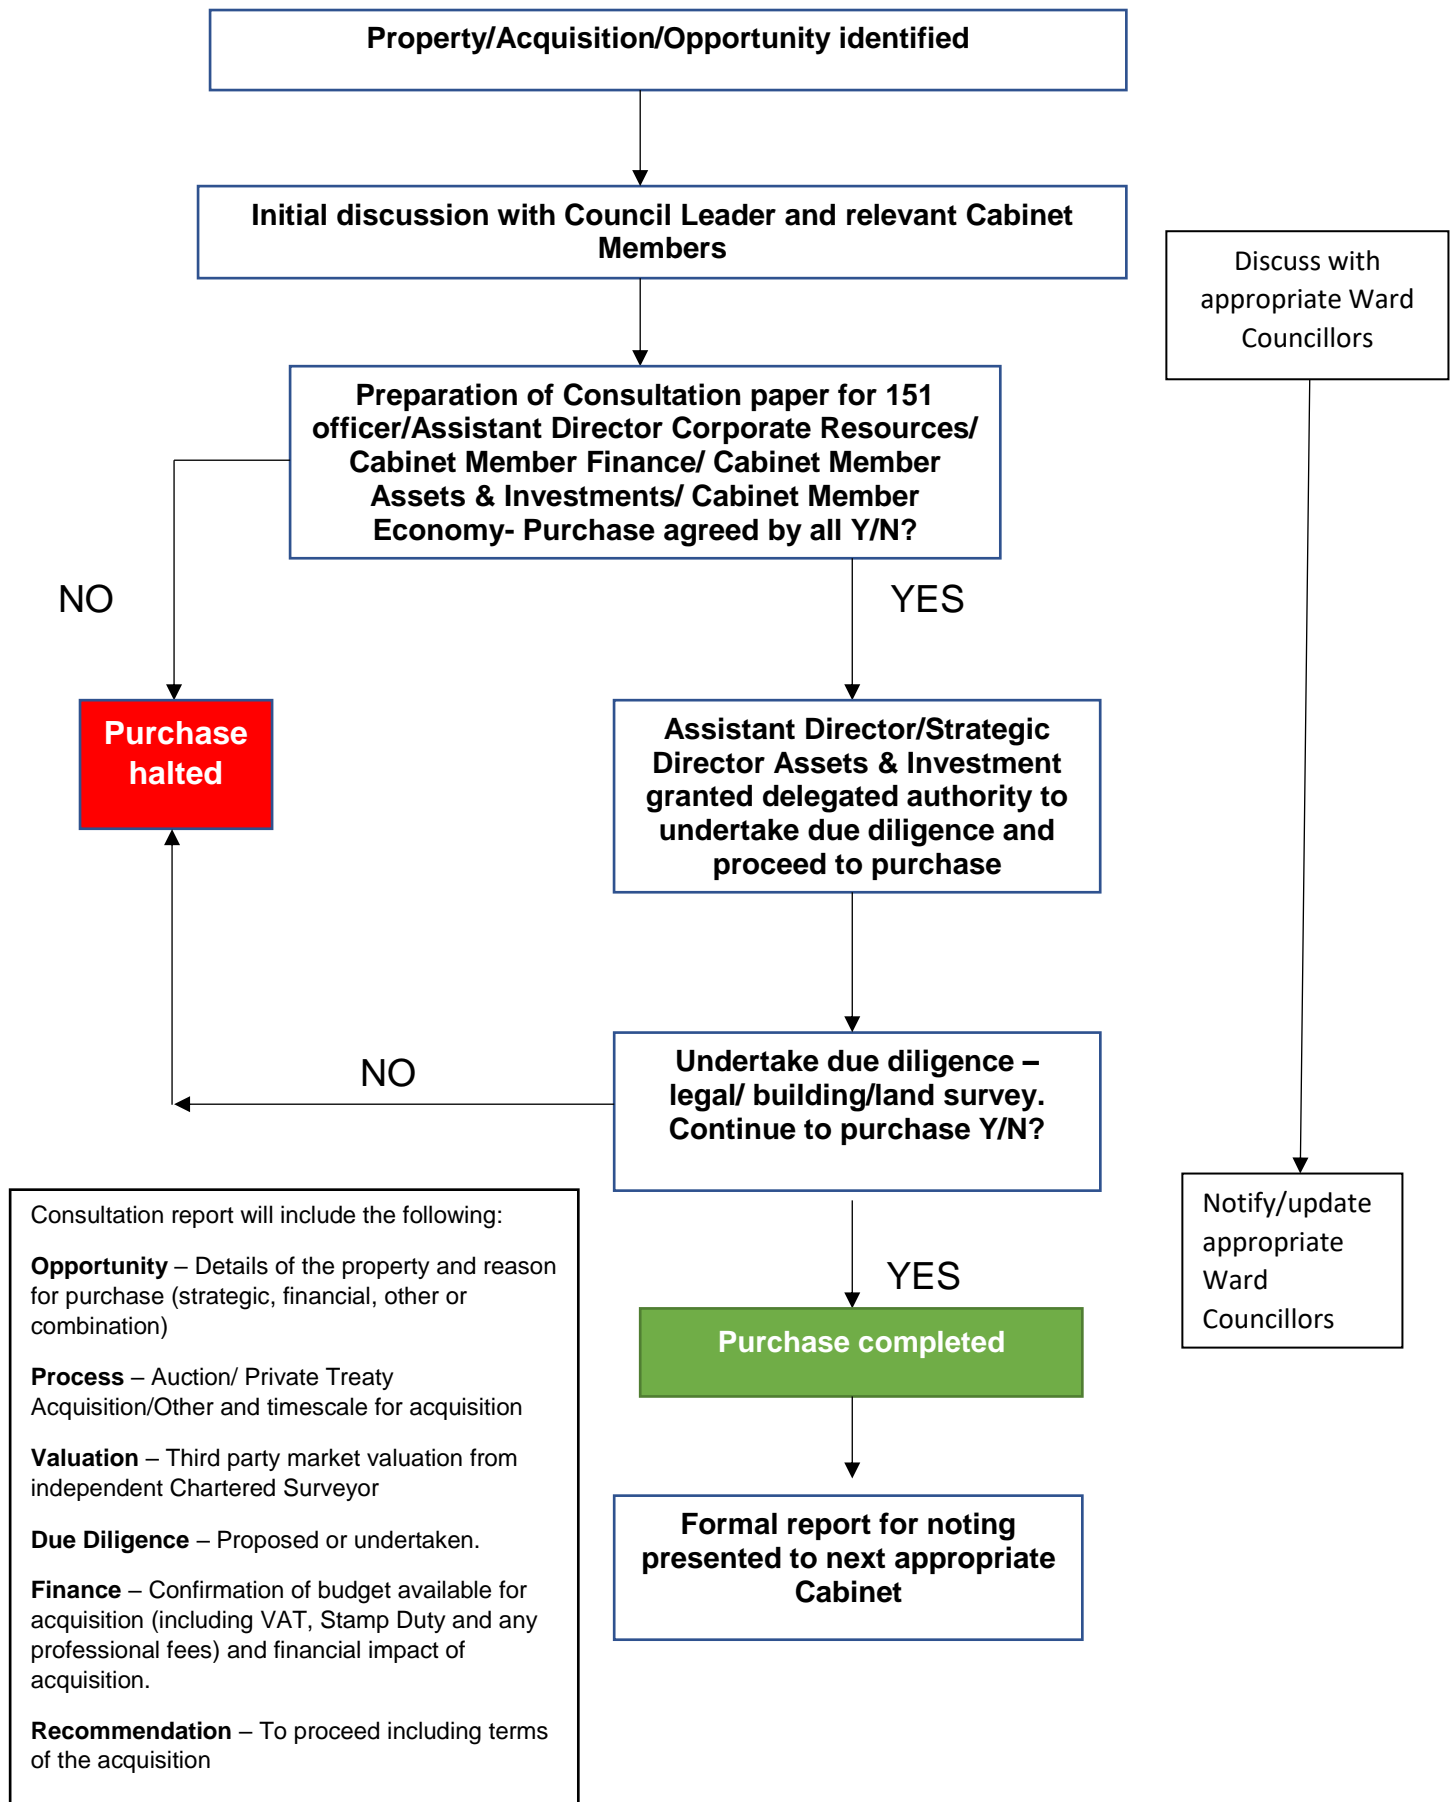 Property/Acquisition/Opportunity identified
Initial discussion with Council Leader and relevant Cabinet
Members
Discuss with
appropriate Ward
Councillors
Preparation of Consultation paper for 151
officer/Assistant Director Corporate Resources/
Cabinet Member Finance/ Cabinet Member
Assets & Investments/ Cabinet Member
Economy- Purchase agreed by all Y/N?
NO
YES
Purchase
halted
Assistant Director/Strategic
Director Assets & Investment
granted delegated authority to
undertake due diligence and
proceed to purchase
NO
Undertake due diligence –
legal/ building/land survey.
Continue to purchase Y/N?
Notify/update
appropriate
Ward
Councillors
YES
Purchase completed
Formal report for noting
presented to next appropriate
Cabinet
Consultation report will include the following:
Opportunity – Details of the property and reason
for purchase (strategic, financial, other or
combination)
Process – Auction/ Private Treaty
Acquisition/Other and timescale for acquisition
Valuation – Third party market valuation from
independent Chartered Surveyor
Due Diligence – Proposed or undertaken.
Finance – Confirmation of budget available for
acquisition (including VAT, Stamp Duty and any
professional fees) and financial impact of
acquisition.
Recommendation – To proceed including terms
of the acquisition